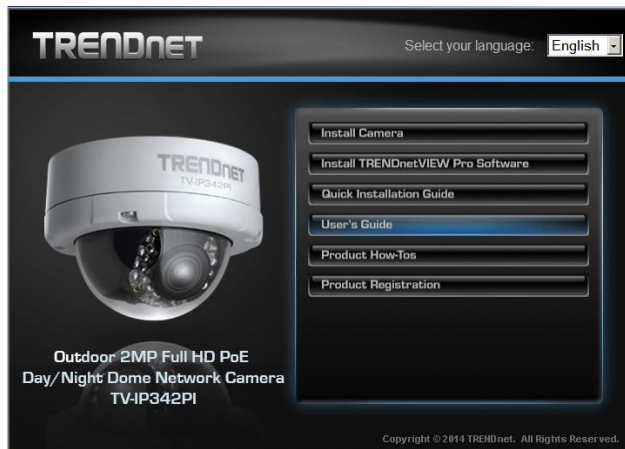 TRENDNET
Select your language: English
Install Camera
Install TRENDnetVIEW Pro Software
Quick Installation Guide
User's Guide
Product How-Tos
Product Registration
TRENDNET
TV-IP342PI
Outdoor 2MP Full HD PoE
Day/Night Dome Network Camera
TV-IP342PI
Copyright © 2014 TRENDnet. All Rights Reserved.